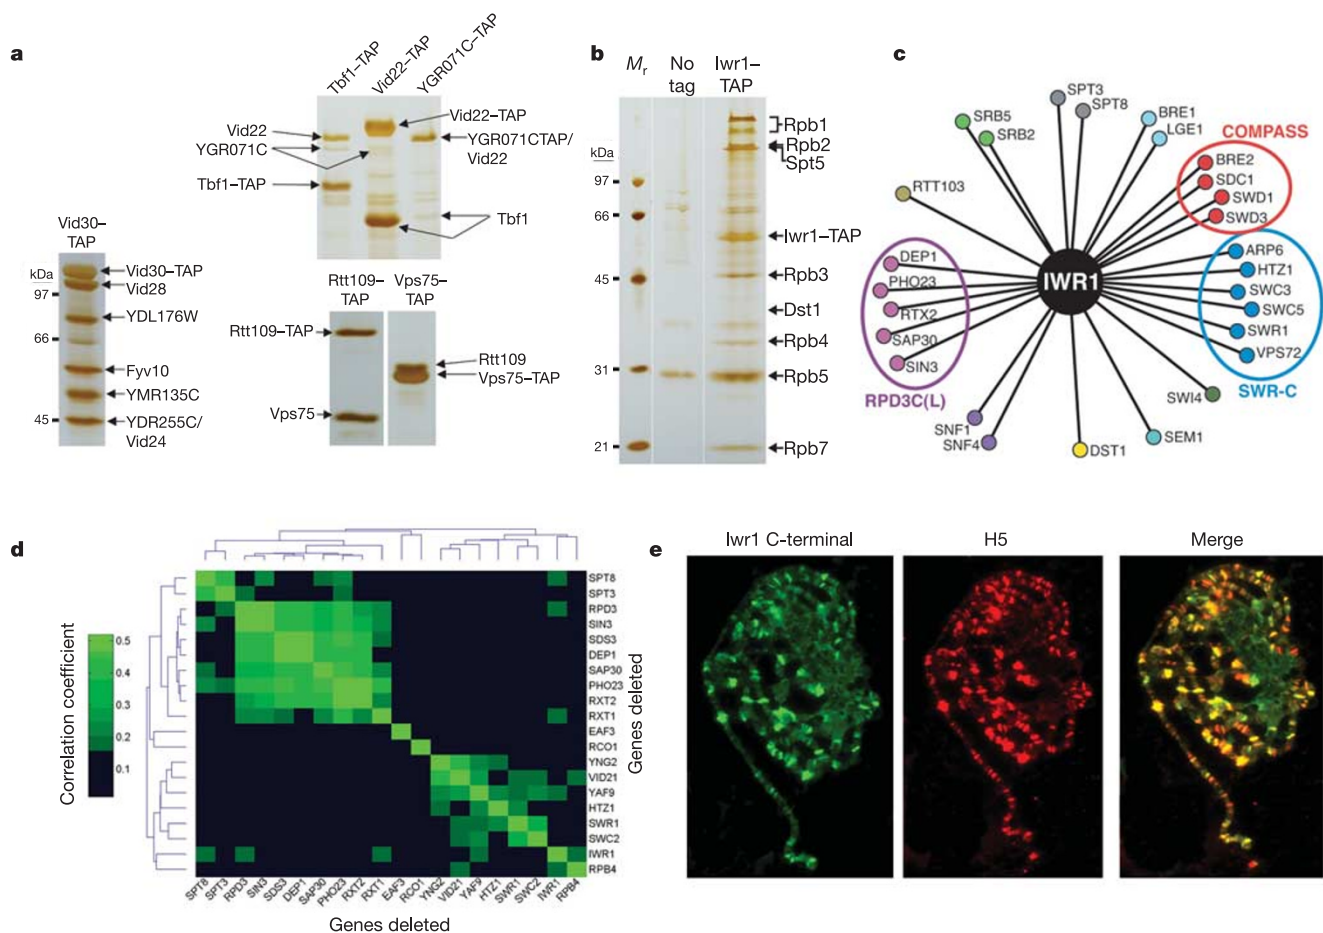 a
Tbf1–TAP
Vid22–TAP
YGR071C–TAP
Vid22
YGR071C
Tbf1–TAP
Vid22–TAP
YGR071CTAP/
Vid22
Tbf1
Vid30–
TAP
kDa
97
66
45
Vid30–TAP
Vid28
YDL176W
Fyv10
YMR135C
YDR255C/
Vid24
Rtt109–
TAP
Vps75–
TAP
Rtt109–TAP
Vps75
Rtt109
Vps75–TAP
b
Mr
No
tag
Iwr1–
TAP
kDa
97
66
45
31
21
Rpb1
Rpb2
Spt5
Iwr1–TAP
Rpb3
Dst1
Rpb4
Rpb5
Rpb7
c
SPT3
SPT8
SRB5
SRB2
BRE1
LGE1
COMPASS
BRE2
SDC1
SWD1
SWD3
RTT103
IWR1
ARP6
HTZ1
SWC3
SWC5
SWR1
VPS72
SWR-C
DEP1
PHO23
RTX2
SAP30
SIN3
RPD3C(L)
SWI4
SNF1
SNF4
DST1
SEM1
d
Correlation coefficient
0.5
0.4
0.3
0.2
0.1
SPT8
SPT3
RPD3
SIN3
SDS3
DEP1
SAP30
PHO23
RXT2
RXT1
EAF3
RCO1
YNG2
VID21
YAF9
HTZ1
SWR1
SWC2
IWR1
RPB4
Genes deleted
SPT8
SPT3
RPD3
SIN3
SDS3
DEP1
SAP30
PHO23
RXT2
RXT1
EAF3
RCO1
YNG2
VID21
YAF9
HTZ1
SWR1
SWC2
IWR1
RPB4
Genes deleted
e
Iwr1 C-terminal
H5
Merge